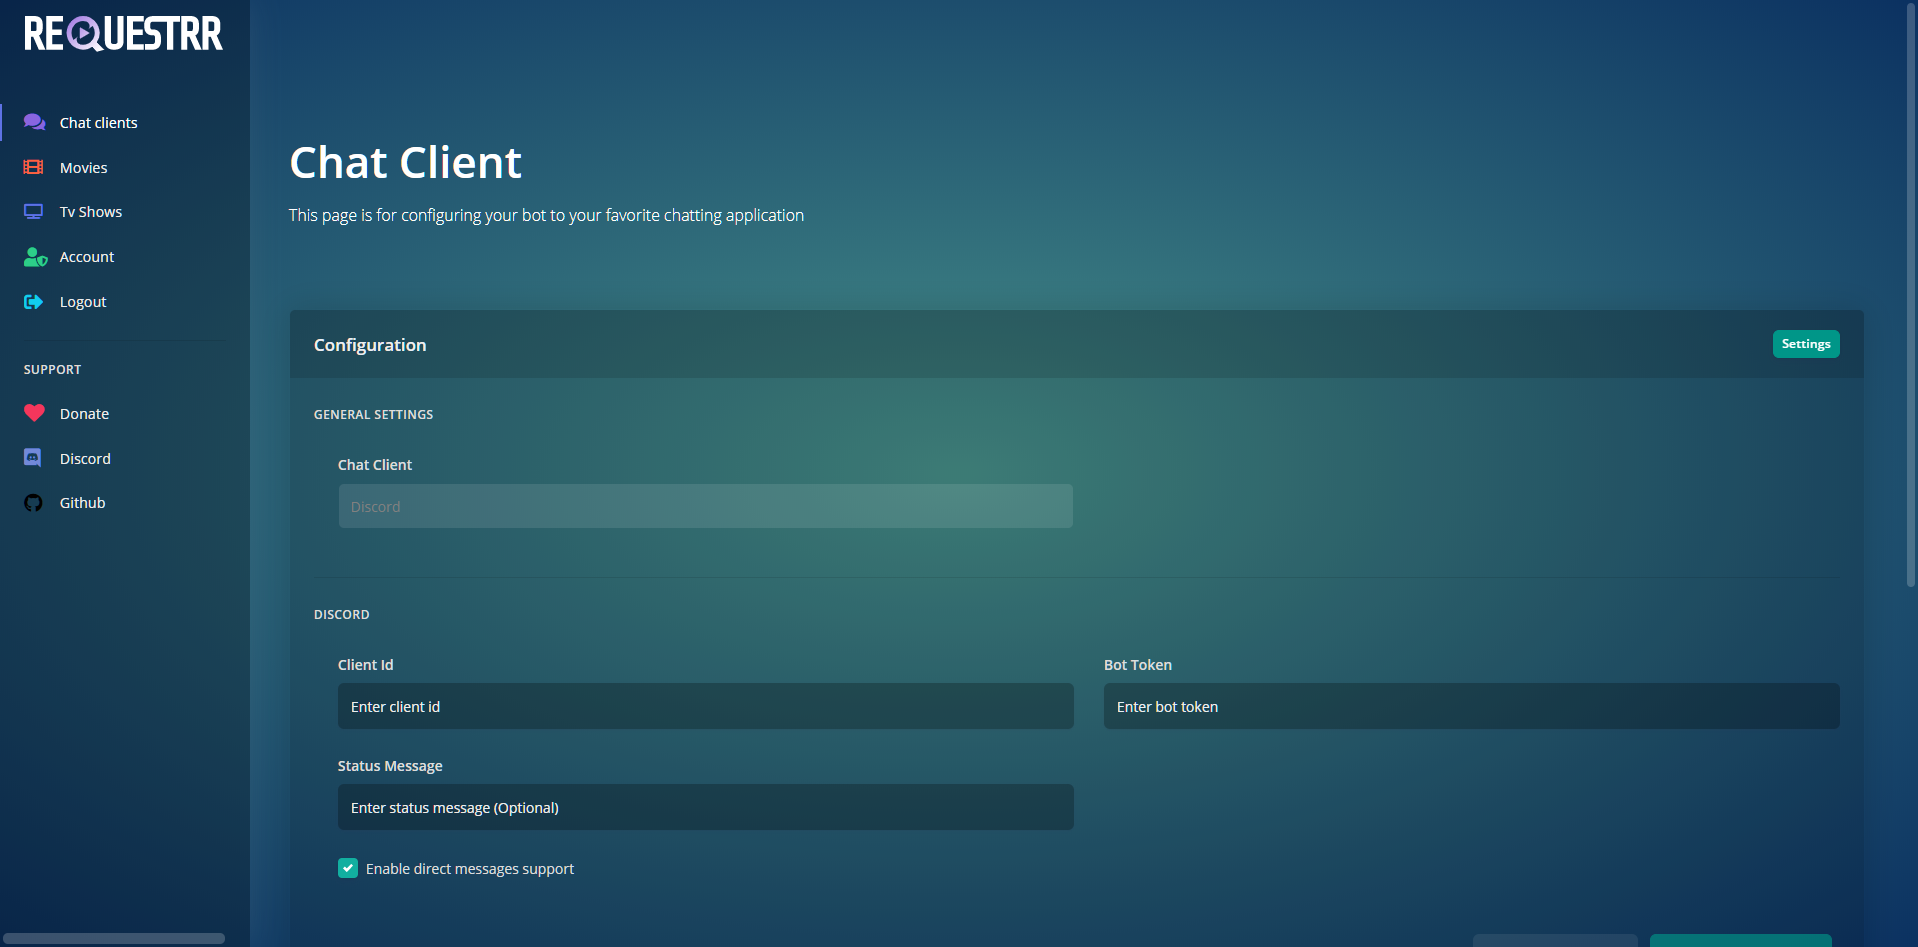 REQUESTRR
Chat clients
Movies
Tv Shows
Account
Logout
SUPPORT
Donate
Discord
Github
Chat Client
This page is for configuring your bot to your favorite chatting application
Configuration
Settings
GENERAL SETTINGS
Chat Client
Discord
DISCORD
Client Id
Bot Token
Enter client id
Enter bot token
Status Message
Enter status message (Optional)
Enable direct messages support